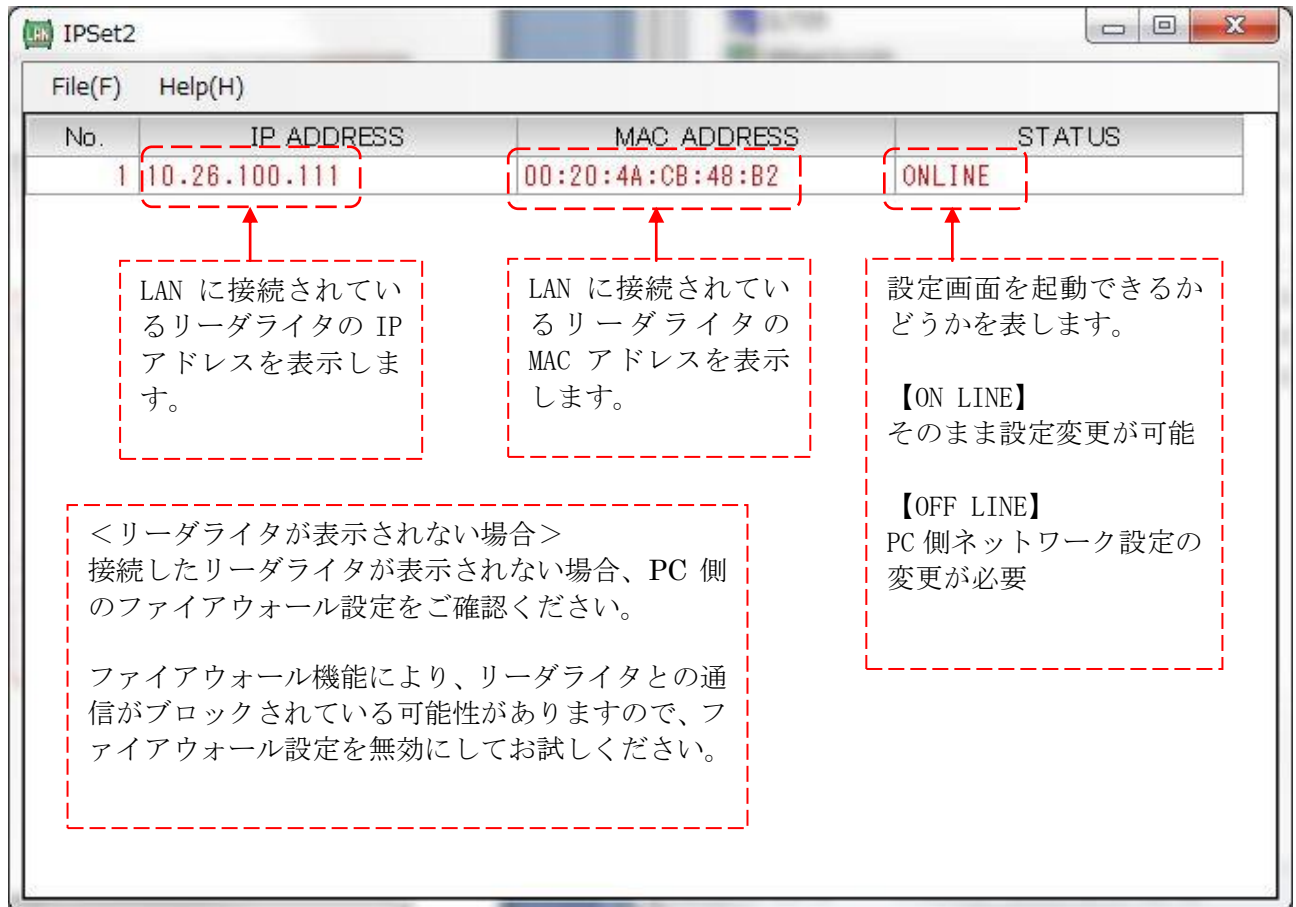 IPSet2
File(F) Help(H)
No. IP ADDRESS MAC ADDRESS STATUS
1 10.26.100.111 00:20:4A:CB:48:B2 ONLINE
LAN に接続されてい
るリーダライタの IP
アドレスを表示しま
す。
LAN に接続されてい
るリーダライタの
MAC アドレスを表示
します。
設定画面を起動できるか
どうかを表します。
【ON LINE】
そのまま設定変更が可能
【OFF LINE】
PC 側ネットワーク設定の
変更が必要
＜リーダライタが表示されない場合＞
接続したリーダライタが表示されない場合、PC 側
のファイアウォール設定をご確認ください。
ファイアウォール機能により、リーダライタとの通
信がブロックされている可能性がありますので、フ
ァイアウォール設定を無効にしてお試しください。